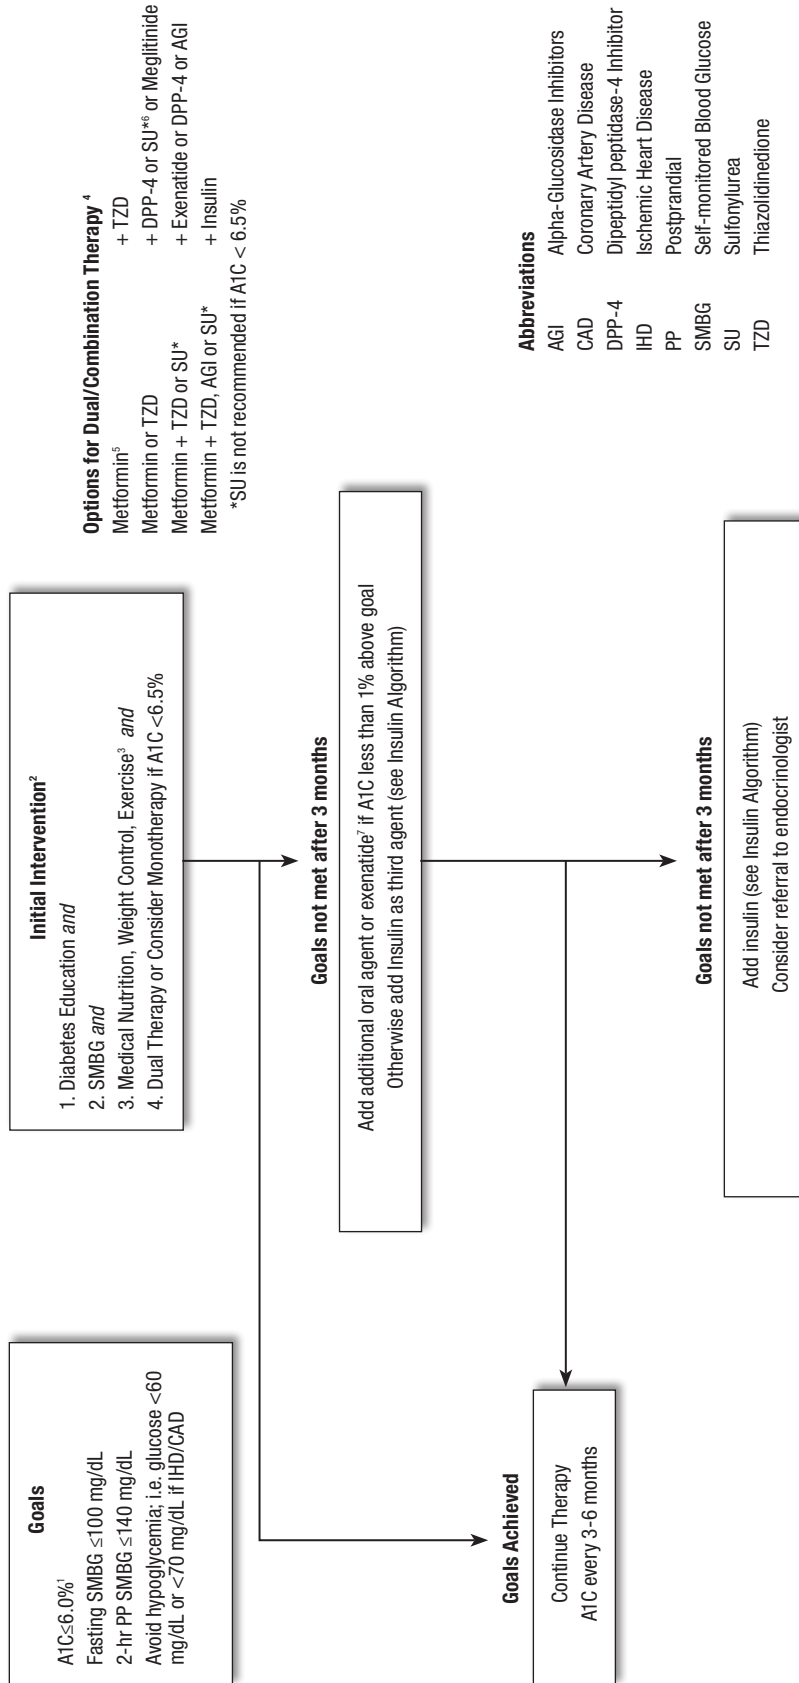 Goals
A1C≤6.0%¹
Fasting SMBG ≤100 mg/dL
2-hr PP SMBG ≤140 mg/dL
Avoid hypoglycemia; i.e. glucose <60
mg/dL or <70 mg/dL if IHD/CAD
Initial Intervention²
1. Diabetes Education and
2. SMBG and
3. Medical Nutrition, Weight Control, Exercise³ and
4. Dual Therapy or Consider Monotherapy if A1C <6.5%
Options for Dual/Combination Therapy ⁴
Metformin⁵ + TZD
Metformin or TZD + DPP-4 or SU*⁶ or Meglitinide
Metformin + TZD or SU* + Exenatide or DPP-4 or AGI
Metformin + TZD, AGI or SU* + Insulin
*SU is not recommended if A1C < 6.5%
Goals not met after 3 months
Add additional oral agent or exenatide⁷ if A1C less than 1% above goal
Otherwise add Insulin as third agent (see Insulin Algorithm)
Goals Achieved
Continue Therapy
A1C every 3-6 months
Goals not met after 3 months
Add insulin (see Insulin Algorithm)
Consider referral to endocrinologist
Abbreviations
AGI Alpha-Glucosidase Inhibitors
CAD Coronary Artery Disease
DPP-4 Dipeptidyl peptidase-4 Inhibitor
IHD Ischemic Heart Disease
PP Postprandial
SMBG Self-monitored Blood Glucose
SU Sulfonylurea
TZD Thiazolidinedione